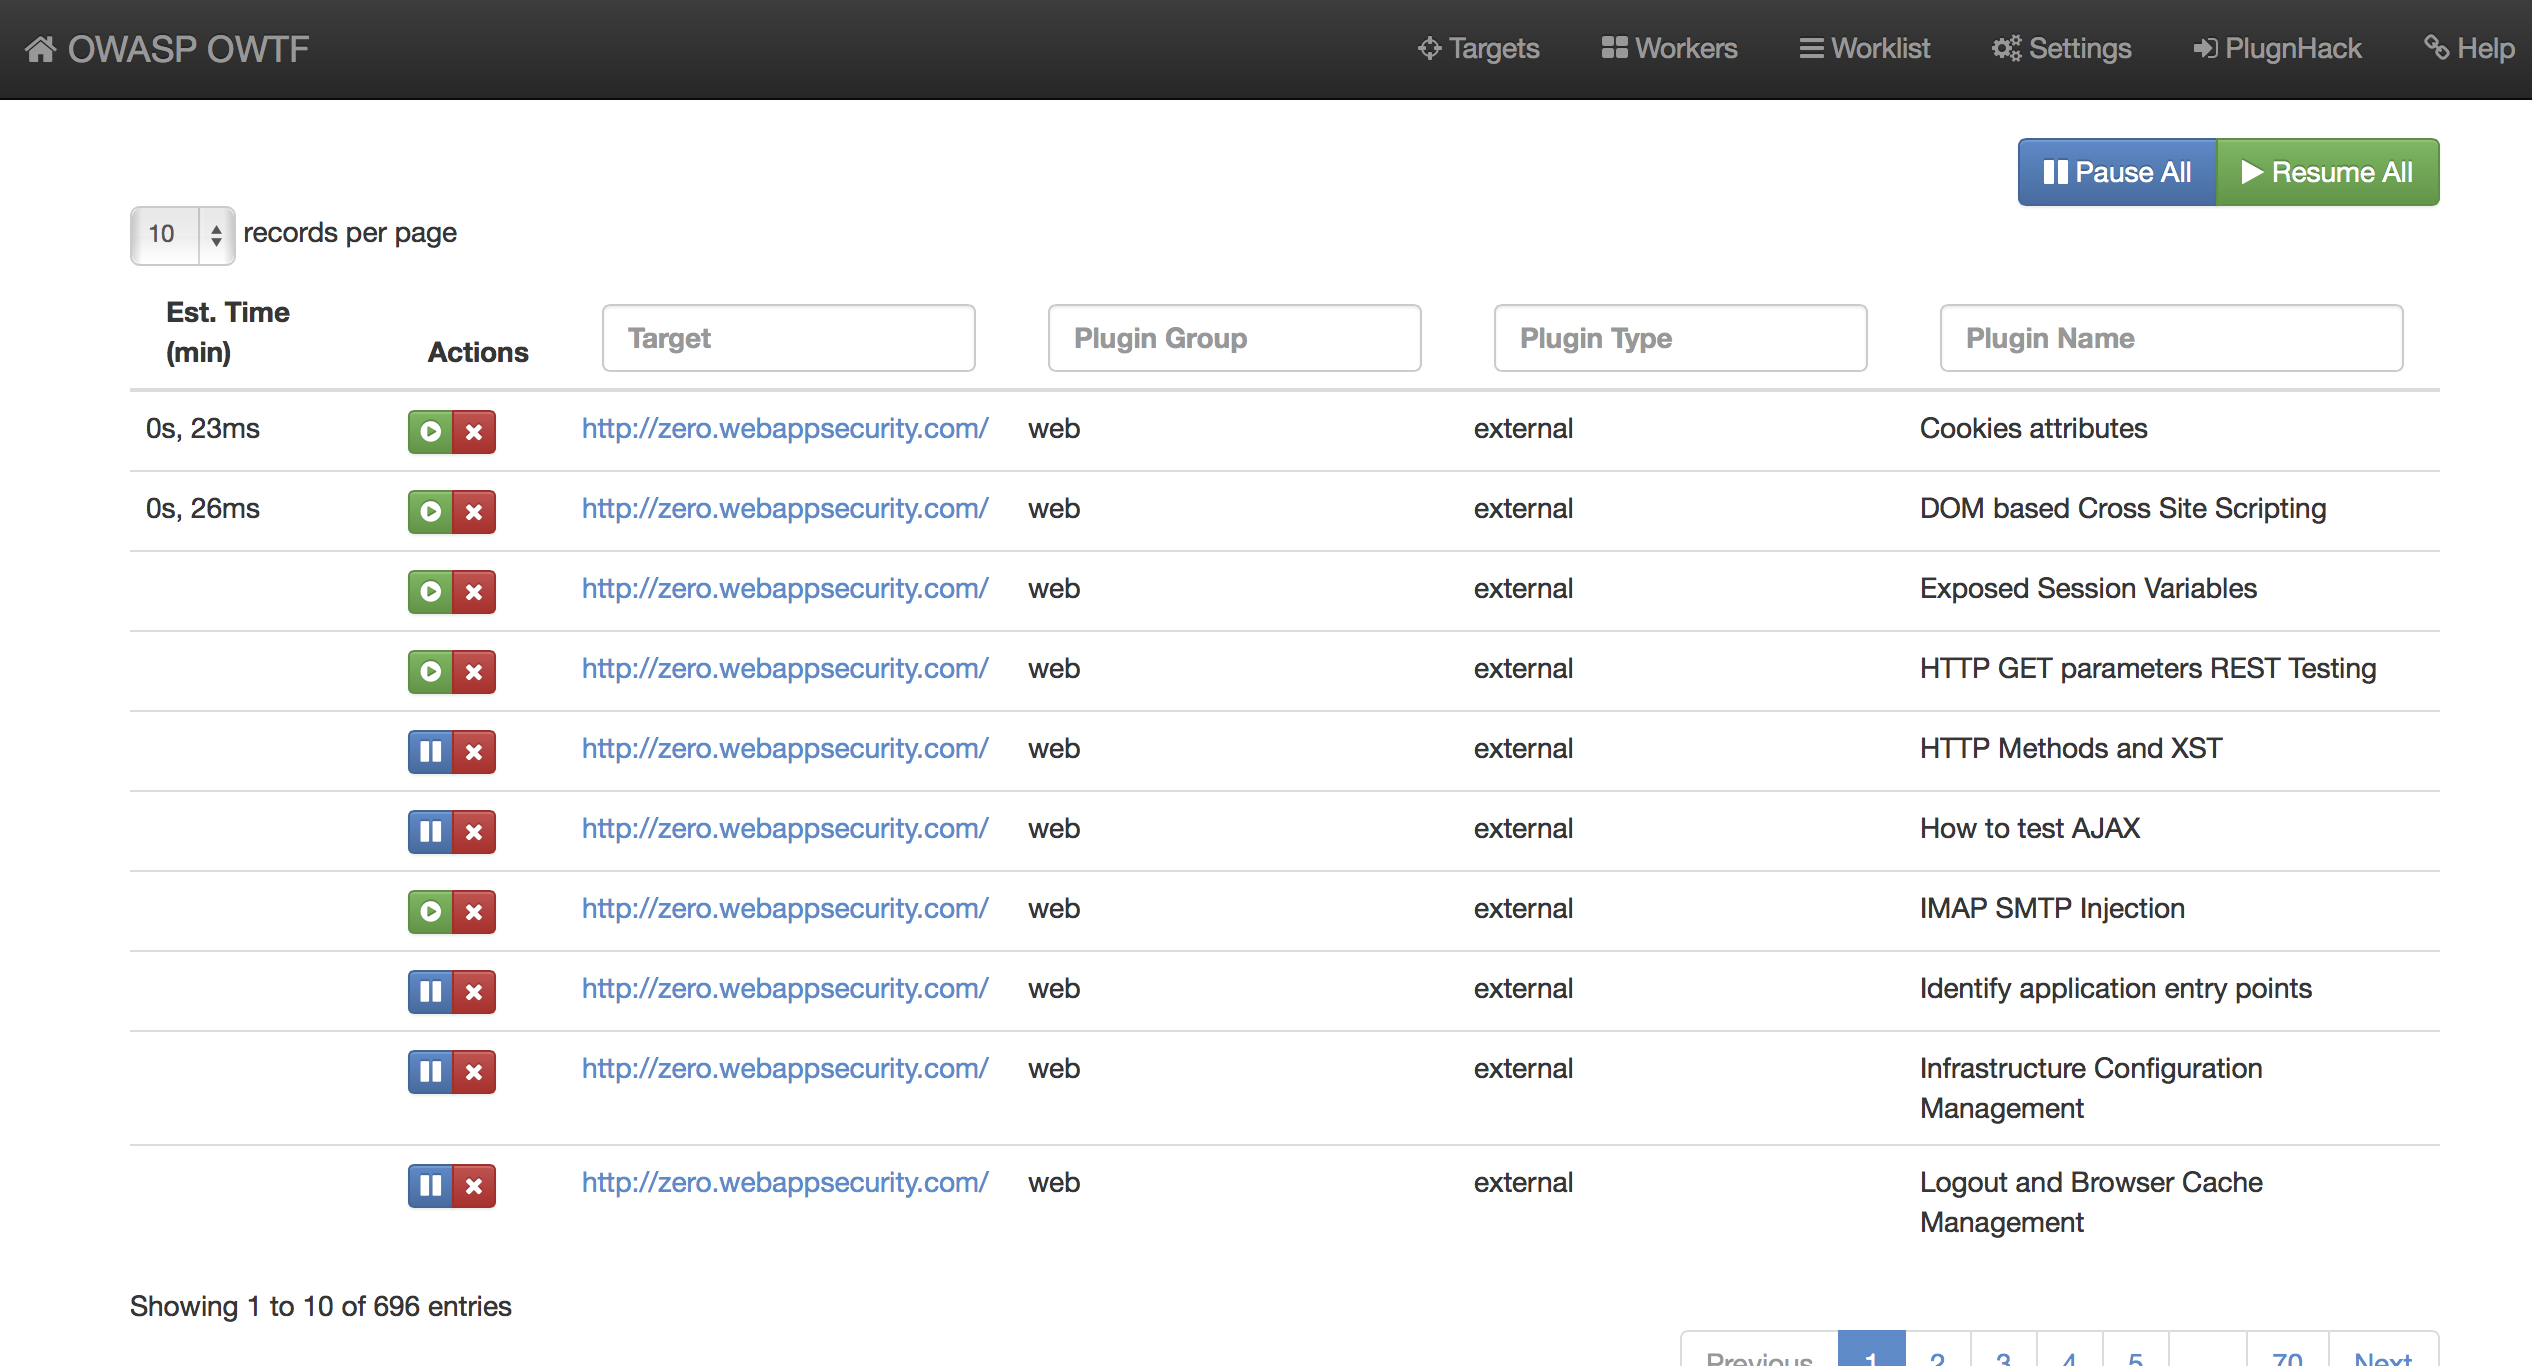 OWASP OWTF Targets Workers Worklist Settings PlugnHack Help
Pause All Resume All
10 records per page
Est. Time
(min) Actions Target Plugin Group Plugin Type Plugin Name
0s, 23ms http://zero.webappsecurity.com/ web external Cookies attributes
0s, 26ms http://zero.webappsecurity.com/ web external DOM based Cross Site Scripting
http://zero.webappsecurity.com/ web external Exposed Session Variables
http://zero.webappsecurity.com/ web external HTTP GET parameters REST Testing
http://zero.webappsecurity.com/ web external HTTP Methods and XST
http://zero.webappsecurity.com/ web external How to test AJAX
http://zero.webappsecurity.com/ web external IMAP SMTP Injection
http://zero.webappsecurity.com/ web external Identify application entry points
http://zero.webappsecurity.com/ web external Infrastructure Configuration
Management
http://zero.webappsecurity.com/ web external Logout and Browser Cache
Management
Showing 1 to 10 of 696 entries
Previous 1 2 3 4 5 70 Next